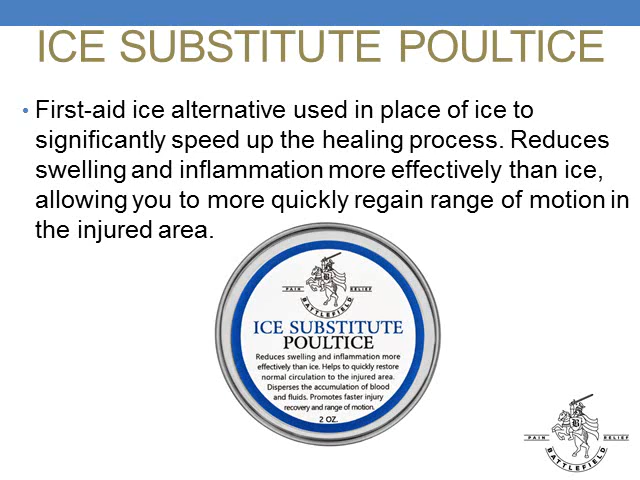 ICE SUBSTITUTE POULTICE
• First-aid ice alternative used in place of ice to
significantly speed up the healing process. Reduces
swelling and inflammation more effectively than ice,
allowing you to more quickly regain range of motion in
the injured area.
PAIN RELIEF
BATTLEFIELD
ICE SUBSTITUTE
POULTICE
Reduces swelling and inflammation more
effectively than ice. Helps to quickly restore
normal circulation to the injured area.
Disperses the accumulation of blood
and fluids. Promotes faster injury
recovery and range of motion.
2 OZ.
B
PAIN RELIEF
BATTLEFIELD